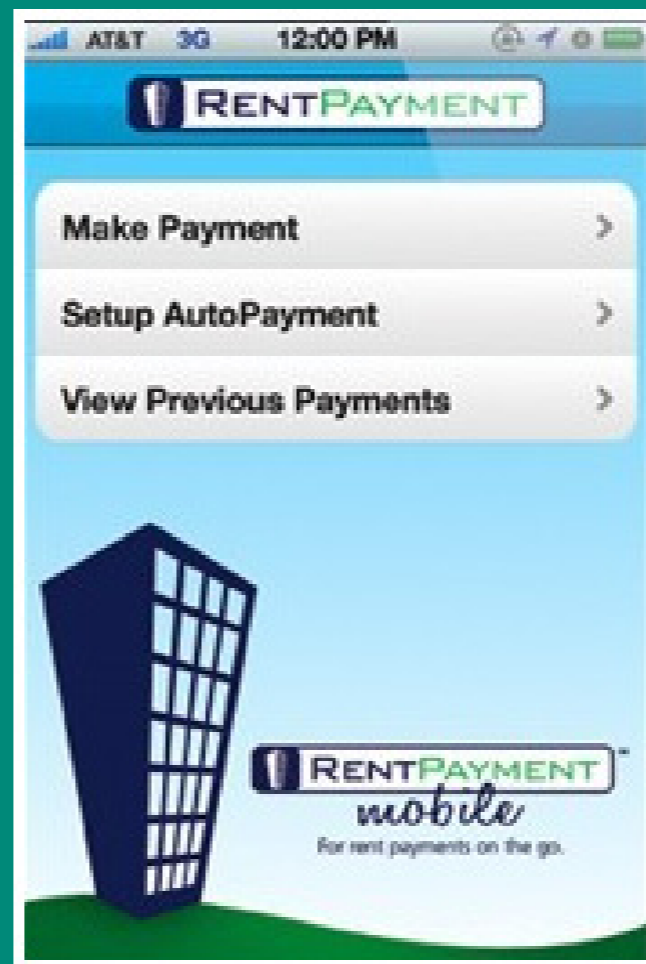 AT&T 3G 12:00 PM
RENTPAYMENT
Make Payment
Setup AutoPayment
View Previous Payments
RENTPAYMENT™
mobile
For rent payments on the go.